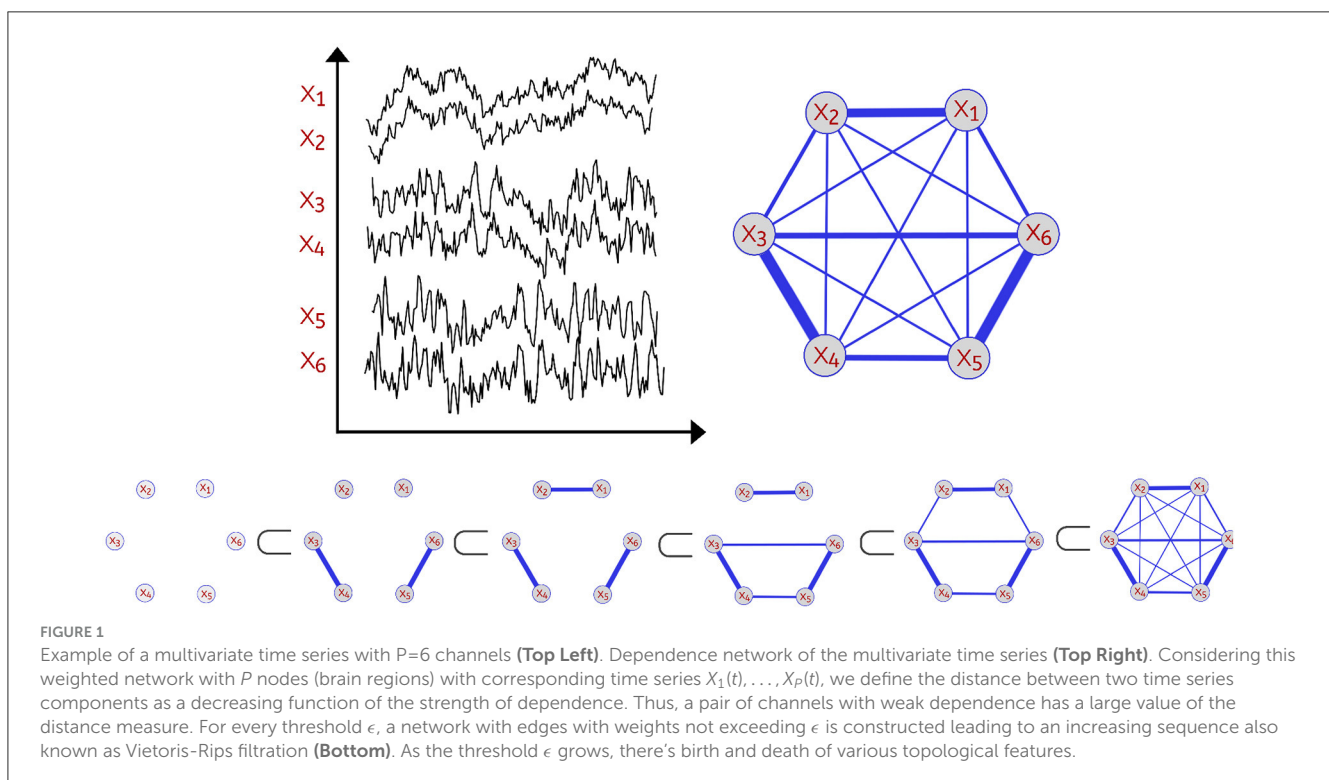 X₁
X₂
X₃
X₄
X₅
X₆
X₂ X₁
X₃ X₆
X₄ X₅
X₂ X₁ X₂ X₁ X₂ X₁ X₂ X₁ X₂ X₁ X₂ X₁
X₃ X₆ ⊂ X₃ X₆ ⊂ X₃ X₆ ⊂ X₃ X₆ ⊂ X₃ X₆ ⊂ X₃
X₄ X₅ X₄ X₅ X₄ X₅ X₄ X₅ X₄ X₅ X₄ X₅
FIGURE 1
Example of a multivariate time series with P=6 channels (Top Left). Dependence network of the multivariate time series (Top Right). Considering this
weighted network with P nodes (brain regions) with corresponding time series X₁(t), . . . , X_P(t), we define the distance between two time series
components as a decreasing function of the strength of dependence. Thus, a pair of channels with weak dependence has a large value of the
distance measure. For every threshold ϵ, a network with edges with weights not exceeding ϵ is constructed leading to an increasing sequence also
known as Vietoris-Rips filtration (Bottom). As the threshold ϵ grows, there's birth and death of various topological features.